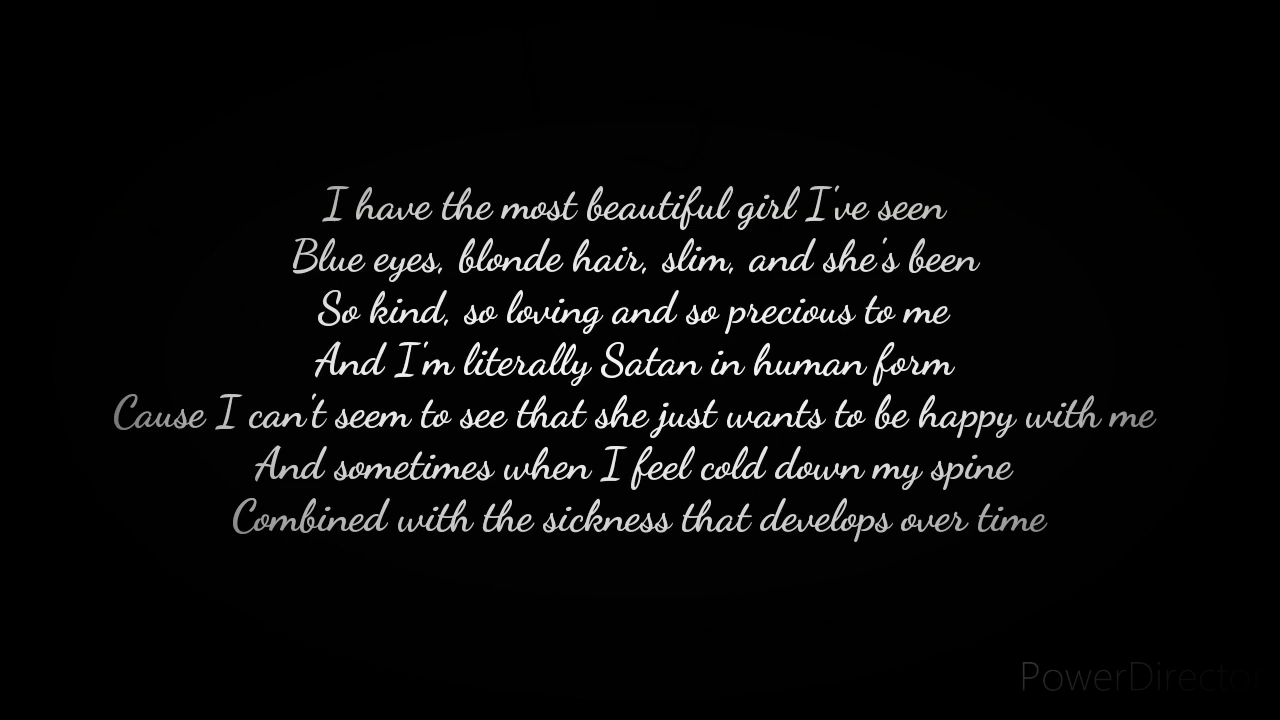 I have the most beautiful girl I've seen
Blue eyes, blonde hair, slim, and she's been
So kind, so loving and so precious to me
And I'm literally Satan in human form
Cause I can't seem to see that she just wants to be happy with me
And sometimes when I feel cold down my spine
Combined with the sickness that develops over time
PowerDirector